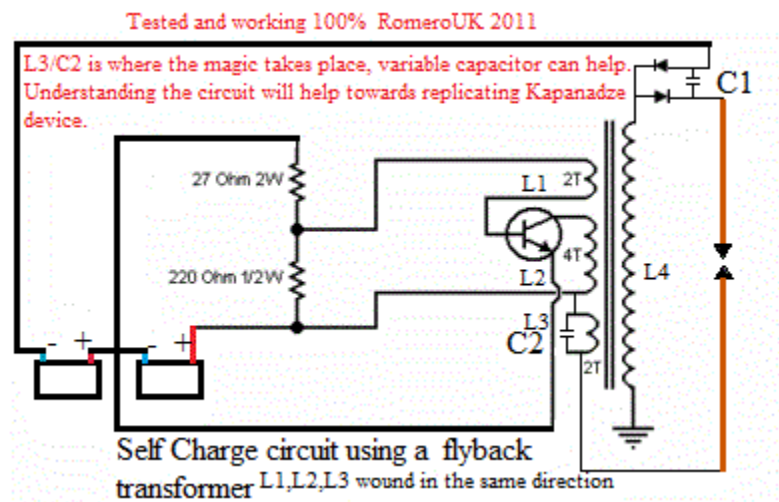 Tested and working 100% RomeroUK 2011
L3/C2 is where the magic takes place, variable capacitor can help.
Understanding the circuit will help towards replicating Kapanadze
device.
C1
27 Ohm 2W
L1
2T
220 Ohm 1/2W
4T
L2
L4
L3
C2
2T
- + - +
Self Charge circuit using a flyback
transformer L1,L2,L3 wound in the same direction